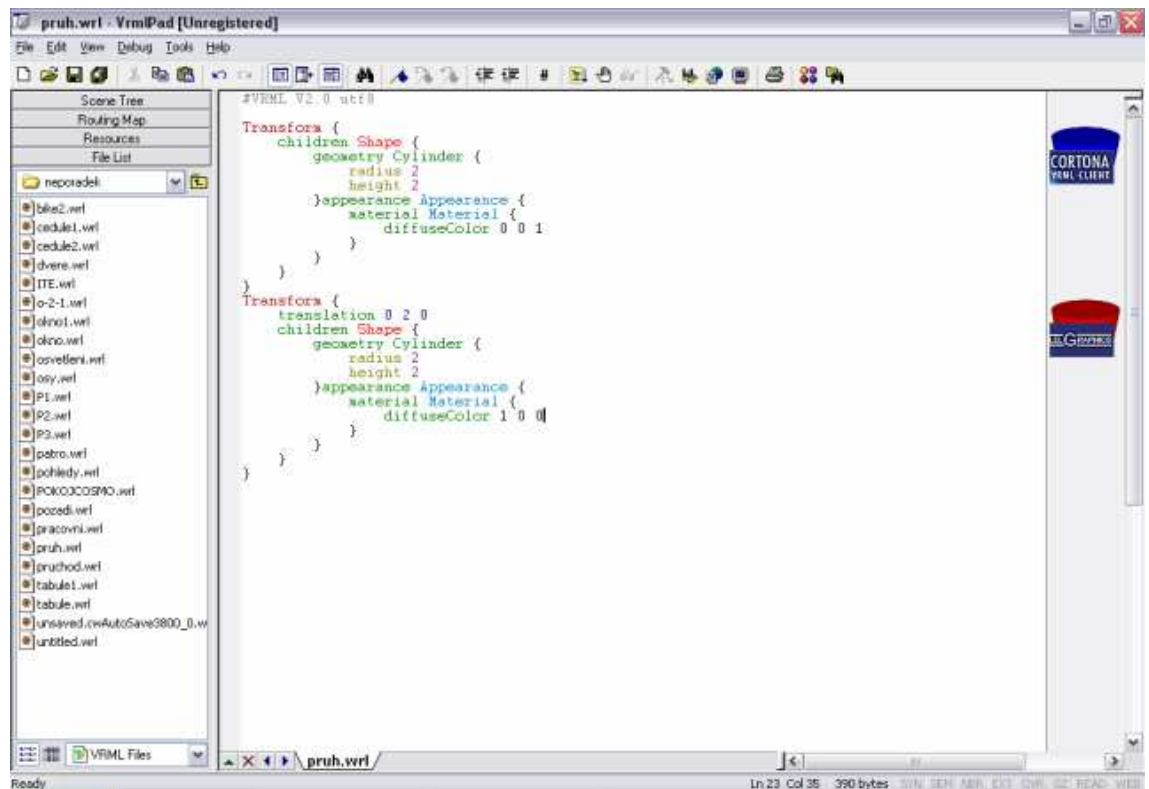 pruh.wrl - VrmlPad [Unregistered]
File Edit View Debug Tools Help
Scene Tree
Routing Map
Resources
File List
neporadek
bike2.wrl
cedule1.wrl
cedule2.wrl
dvere.wrl
ITE.wrl
o-2-1.wrl
okno1.wrl
okno.wrl
osvetleni.wrl
osy.wrl
P1.wrl
P2.wrl
P3.wrl
patro.wrl
pohledy.wrl
POKOJCOSMO.wrl
pozadi.wrl
pracovni.wrl
pruh.wrl
pruchod.wrl
tabule1.wrl
tabule.wrl
unsaved.cwAutoSave3800_0.w
untitled.wrl
VRML Files
#VRML V2.0 utf8
Transform {
children Shape {
geometry Cylinder {
radius 2
height 2
}appearance Appearance {
material Material {
diffuseColor 0 0 1
}
}
}
}
Transform {
translation 0 2 0
children Shape {
geometry Cylinder {
radius 2
height 2
}appearance Appearance {
material Material {
diffuseColor 1 0 0
}
}
}
}
CORTONA
VRML CLIENT
GRAPHICS
pruh.wrl
Ready
Ln 23 Col 35 390 bytes OVR READ WEB